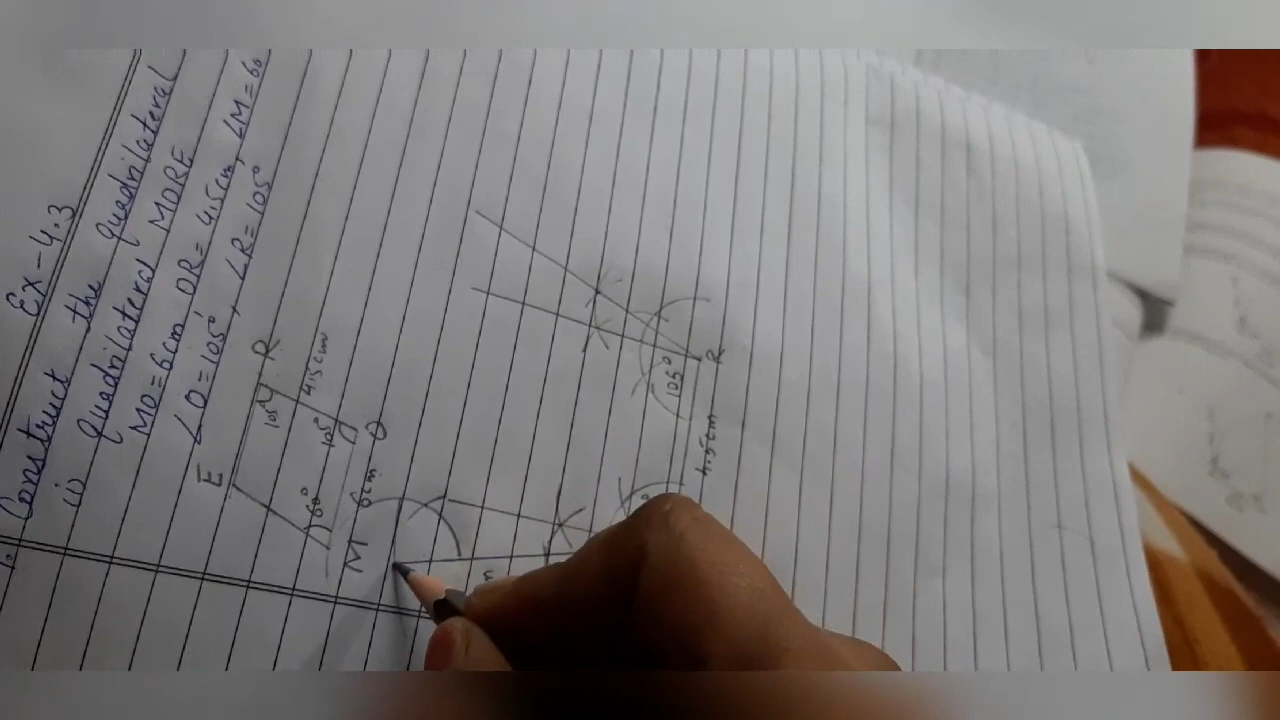 Ex - 4.3
1. Construct the quadrilateral
(i) quadrilateral MORE
MO = 6cm OR = 4.5cm, ∠M = 60
∠O = 105°, ∠R = 105°
E
R
105°
4.5cm
60°
105°
M
6cm
O
105°
R
4.5cm